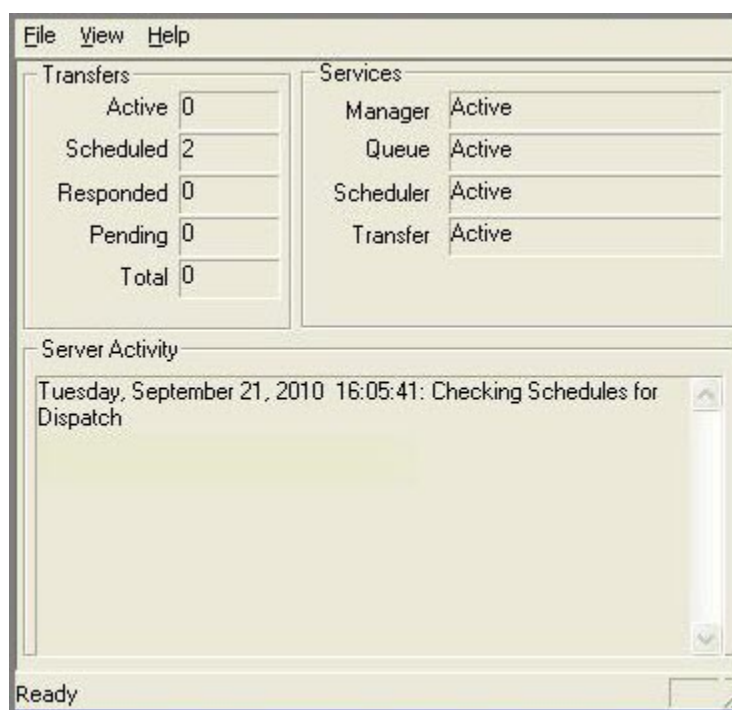 File View Help
Transfers
Active 0
Scheduled 2
Responded 0
Pending 0
Total 0
Services
Manager Active
Queue Active
Scheduler Active
Transfer Active
Server Activity
Tuesday, September 21, 2010 16:05:41: Checking Schedules for
Dispatch
Ready